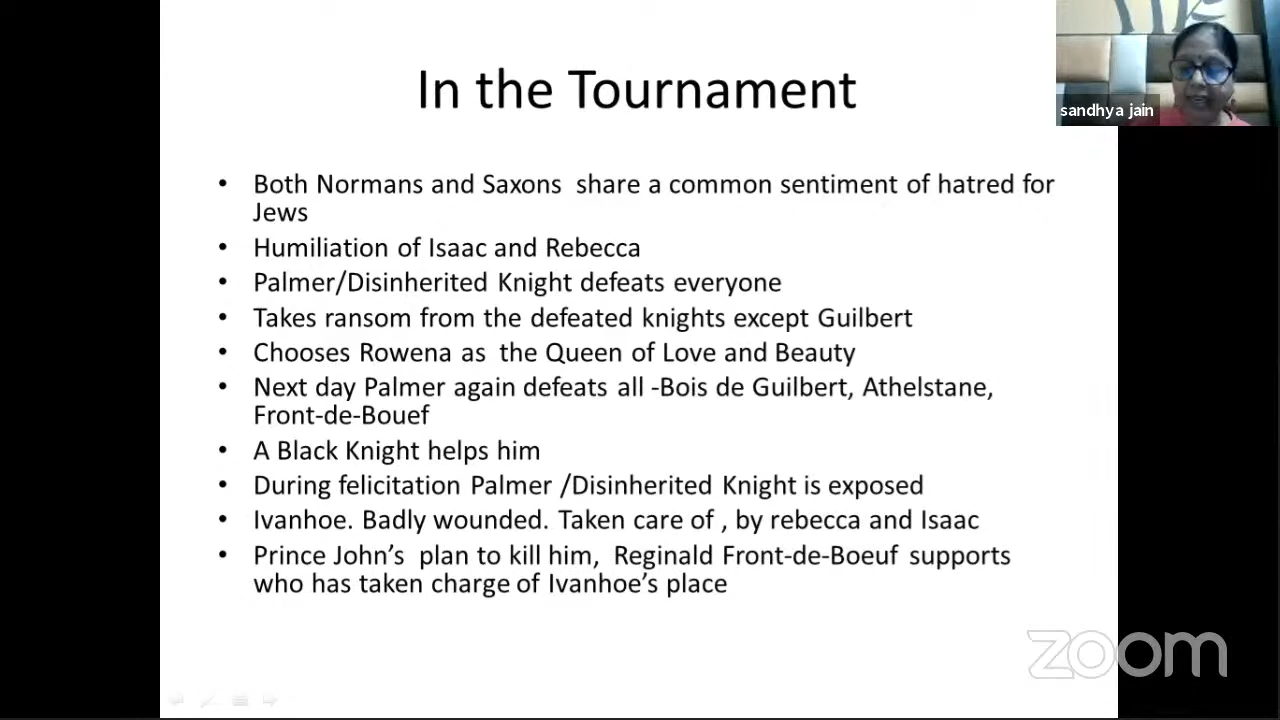 In the Tournament
sandhya jain
• Both Normans and Saxons share a common sentiment of hatred for
Jews
• Humiliation of Isaac and Rebecca
• Palmer/Disinherited Knight defeats everyone
• Takes ransom from the defeated knights except Guilbert
• Chooses Rowena as the Queen of Love and Beauty
• Next day Palmer again defeats all -Bois de Guilbert, Athelstane,
Front-de-Bouef
• A Black Knight helps him
• During felicitation Palmer /Disinherited Knight is exposed
• Ivanhoe. Badly wounded. Taken care of , by rebecca and Isaac
• Prince John’s plan to kill him, Reginald Front-de-Boeuf supports
who has taken charge of Ivanhoe’s place
zoom